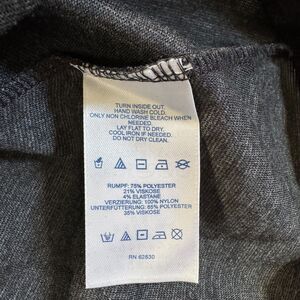 TURN INSIDE OUT.
HAND WASH COLD.
ONLY NON CHLORINE BLEACH WHEN
NEEDED.
LAY FLAT TO DRY.
COOL IRON IF NEEDED.
DO NOT DRY CLEAN.
RUMPF: 75% POLYESTER
21% VISKOSE
4% ELASTANE
VERZIERUNG: 100% NYLON
UNTERFÜTTERUNG: 65% POLYESTER
35% VISKOSE
RN 62830